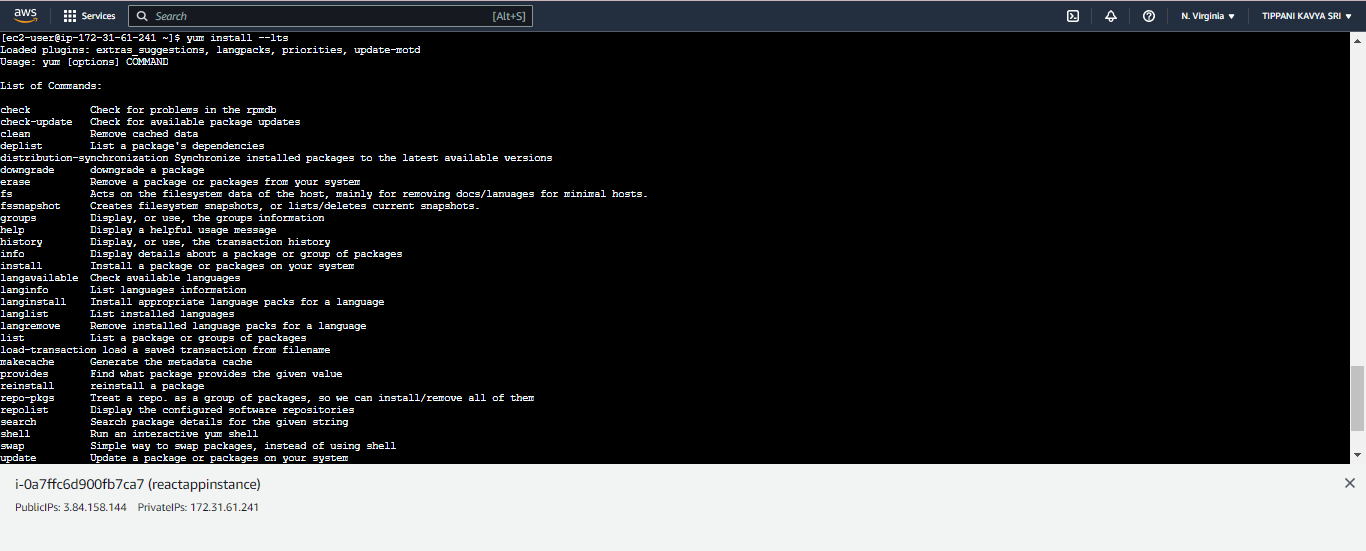 aws Services Search [Alt+S] N. Virginia TIPPANI KAVYA SRI
[ec2-user@ip-172-31-61-241 ~]$ yum install --lts
Loaded plugins: extras_suggestions, langpacks, priorities, update-motd
Usage: yum [options] COMMAND
List of Commands:
check Check for problems in the rpmdb
check-update Check for available package updates
clean Remove cached data
deplist List a package's dependencies
distribution-synchronization Synchronize installed packages to the latest available versions
downgrade downgrade a package
erase Remove a package or packages from your system
fs Acts on the filesystem data of the host, mainly for removing docs/lanuages for minimal hosts.
fssnapshot Creates filesystem snapshots, or lists/deletes current snapshots.
groups Display, or use, the groups information
help Display a helpful usage message
history Display, or use, the transaction history
info Display details about a package or group of packages
install Install a package or packages on your system
langavailable Check available languages
langinfo List languages information
langinstall Install appropriate language packs for a language
langlist List installed languages
langremove Remove installed language packs for a language
list List a package or groups of packages
load-transaction load a saved transaction from filename
makecache Generate the metadata cache
provides Find what package provides the given value
reinstall reinstall a package
repo-pkgs Treat a repo. as a group of packages, so we can install/remove all of them
repolist Display the configured software repositories
search Search package details for the given string
shell Run an interactive yum shell
swap Simple way to swap packages, instead of using shell
update Update a package or packages on your system
i-0a7ffc6d900fb7ca7 (reactappinstance)
PublicIPs: 3.84.158.144 PrivateIPs: 172.31.61.241